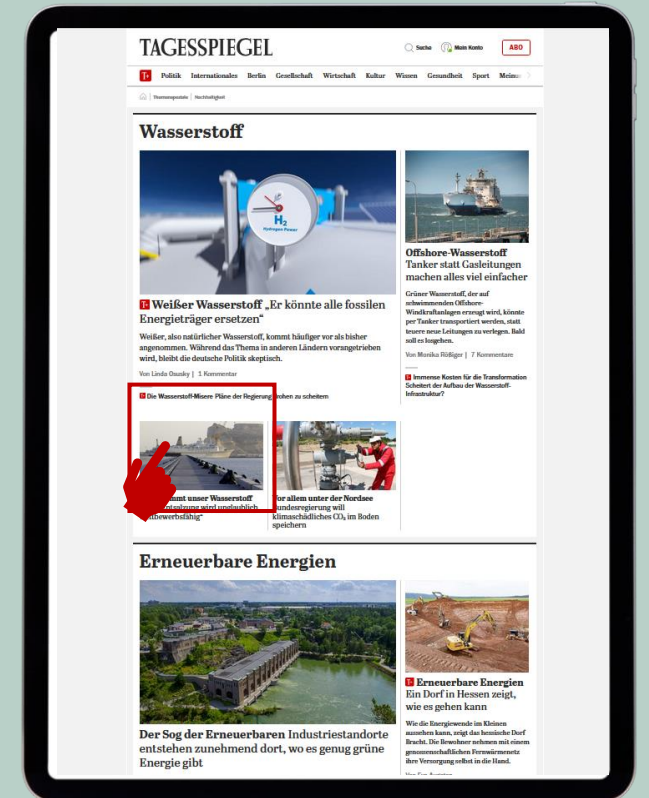 TAGESSPIEGEL
Suche
Mein Konto
ABO
T+ Politik Internationales Berlin Gesellschaft Wirtschaft Kultur Wissen Gesundheit Sport
Themenspeziale | Nachhaltigkeit
Wasserstoff
H2
Hydrogen Power
T+ Weißer Wasserstoff „Er könnte alle fossilen
Energieträger ersetzen“
Weißer, also natürlicher Wasserstoff, kommt häufiger vor als bisher
angenommen. Während das Thema in anderen Ländern vorangetrieben
wird, bleibt die deutsche Politik skeptisch.
Von Linda Osusky | 1 Kommentar
T+ Die Wasserstoff-Misere Pläne der Regierung drohen zu scheitern
Offshore-Wasserstoff
Tanker statt Gasleitungen
machen alles viel einfacher
Grüner Wasserstoff, der auf
schwimmenden Offshore-
Windkraftanlagen erzeugt wird, könnte
per Tanker transportiert werden, statt
teuere neue Leitungen zu verlegen. Bald
soll es losgehen.
Von Monika Rößiger | 7 Kommentare
T+ Immense Kosten für die Transformation
Scheitert der Aufbau der Wasserstoff-
Infrastruktur?
unser Wasserstoff
wird unglaublich
Vor allem unter der Nordsee
Bundesregierung will
klimaschädliches CO₂ im Boden
speichern
Erneuerbare Energien
Der Sog der Erneuerbaren Industriestandorte
entstehen zunehmend dort, wo es genug grüne
Energie gibt
T+ Erneuerbare Energien
Ein Dorf in Hessen zeigt,
wie es gehen kann
Wie die Energiewende im Kleinen
aussehen kann, zeigt das hessische Dorf
Bracht. Die Bewohner nehmen mit einem
genossenschaftlichen Fernwärmenetz
ihre Versorgung selbst in die Hand.